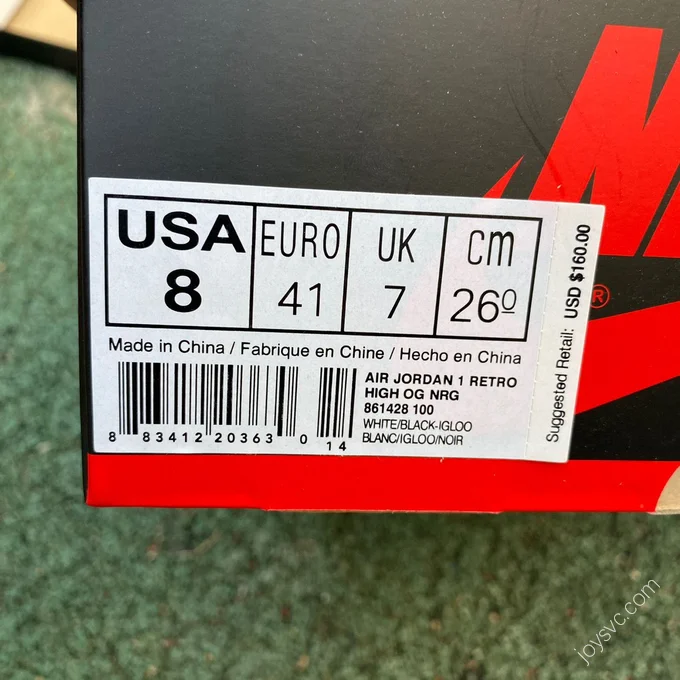 USA EURO UK cm
8 41 7 26º
Made in China / Fabrique en Chine / Hecho en China
AIR JORDAN 1 RETRO
HIGH OG NRG
861428 100
WHITE/BLACK-IGLOO
BLANC/IGLOO/NOIR
8 83412 20363 0 14
Suggested Retail: USD $160.00
®
joysvc.com